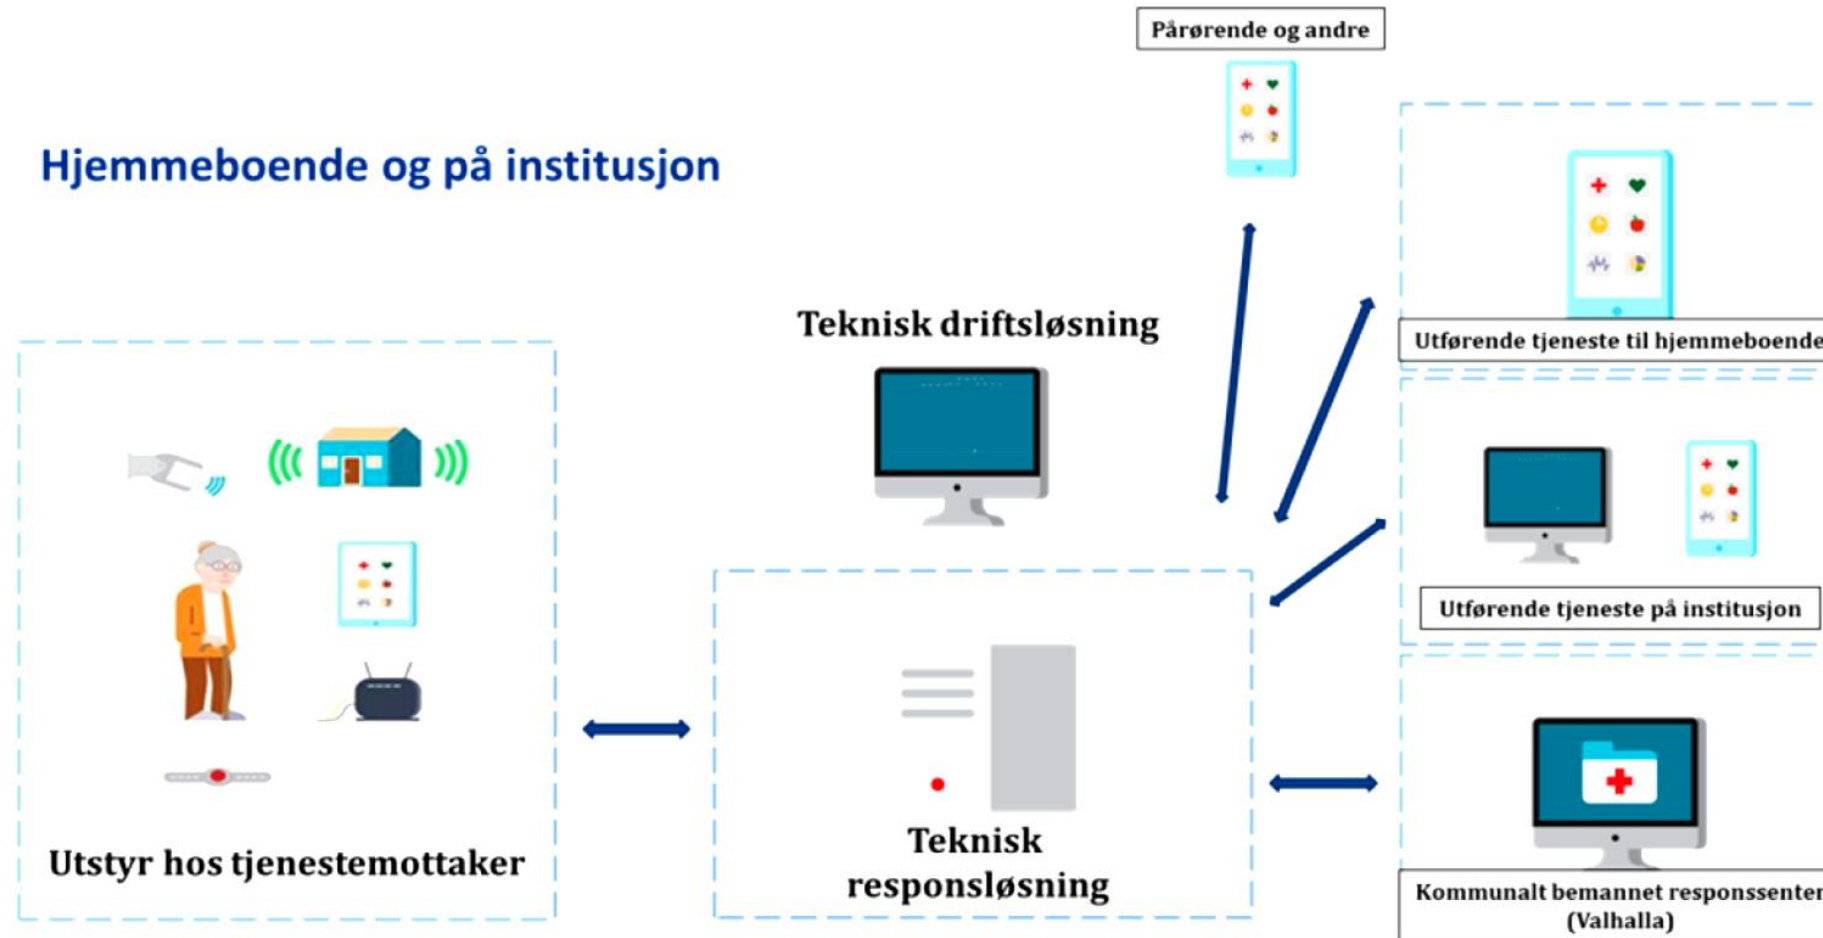 Pårørende og andre
Hjemmeboende og på institusjon
Teknisk driftsløsning
Utførende tjeneste til hjemmeboende
Utførende tjeneste på institusjon
Utstyr hos tjenestemottaker
Teknisk
responsløsning
Kommunalt bemannet responssenter
(Valhalla)